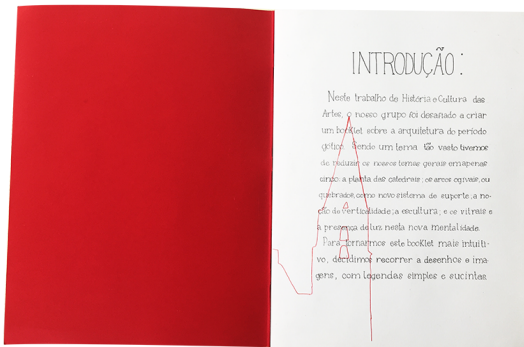 INTRODUÇÃO:
Neste trabalho de História e Cultura das
Artes, o nosso grupo foi desafiado a criar
um booklet sobre a arquitetura do período
gótico. Sendo um tema tão vasto tivemos
de reduzir os nossos temas gerais em apenas
a planta das catedrais; os arcos ogivais, ou
quebrados, como novo sistema de suporte; a no-
ção de verticalidade; a escultura; e os vitrais e
a presença de luz nesta nova mentalidade.
Para tornarmos este booklet mais intuiti-
vo, decidimos recorrer a desenhos e ima-
gens, com legendas simples e sucintas.